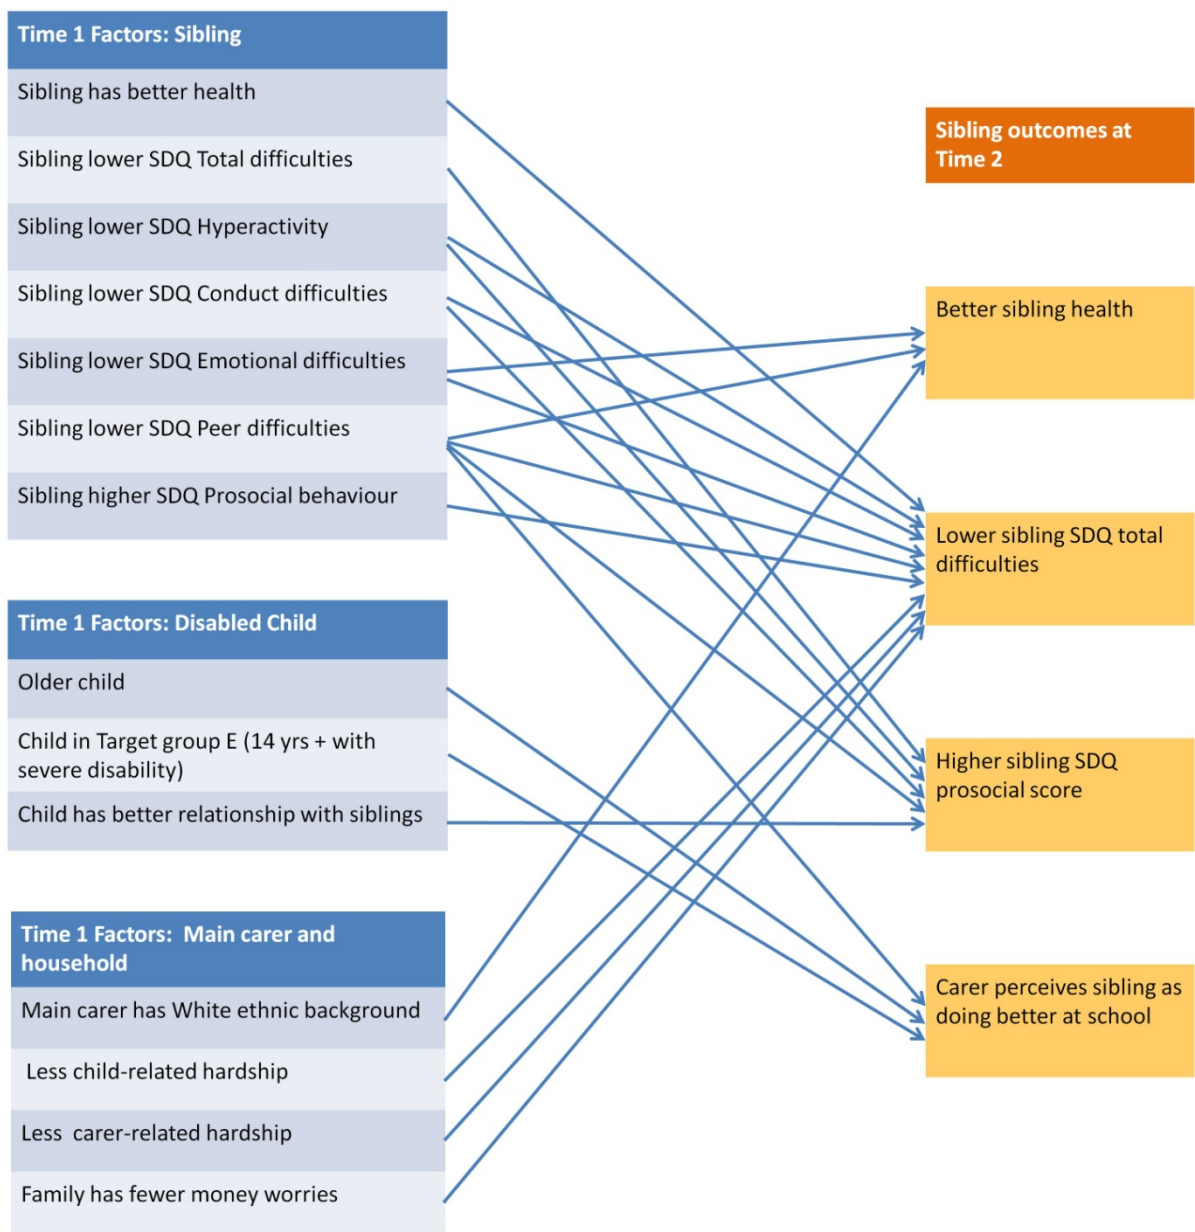 Time 1 Factors: Sibling
Sibling has better health
Sibling lower SDQ Total difficulties
Sibling lower SDQ Hyperactivity
Sibling lower SDQ Conduct difficulties
Sibling lower SDQ Emotional difficulties
Sibling lower SDQ Peer difficulties
Sibling higher SDQ Prosocial behaviour
Time 1 Factors: Disabled Child
Older child
Child in Target group E (14 yrs + with
severe disability)
Child has better relationship with siblings
Time 1 Factors:  Main carer and
household
Main carer has White ethnic background
Less child-related hardship
Less  carer-related hardship
Family has fewer money worries
Sibling outcomes at
Time 2
Better sibling health
Lower sibling SDQ total
difficulties
Higher sibling SDQ
prosocial score
Carer perceives sibling as
doing better at school